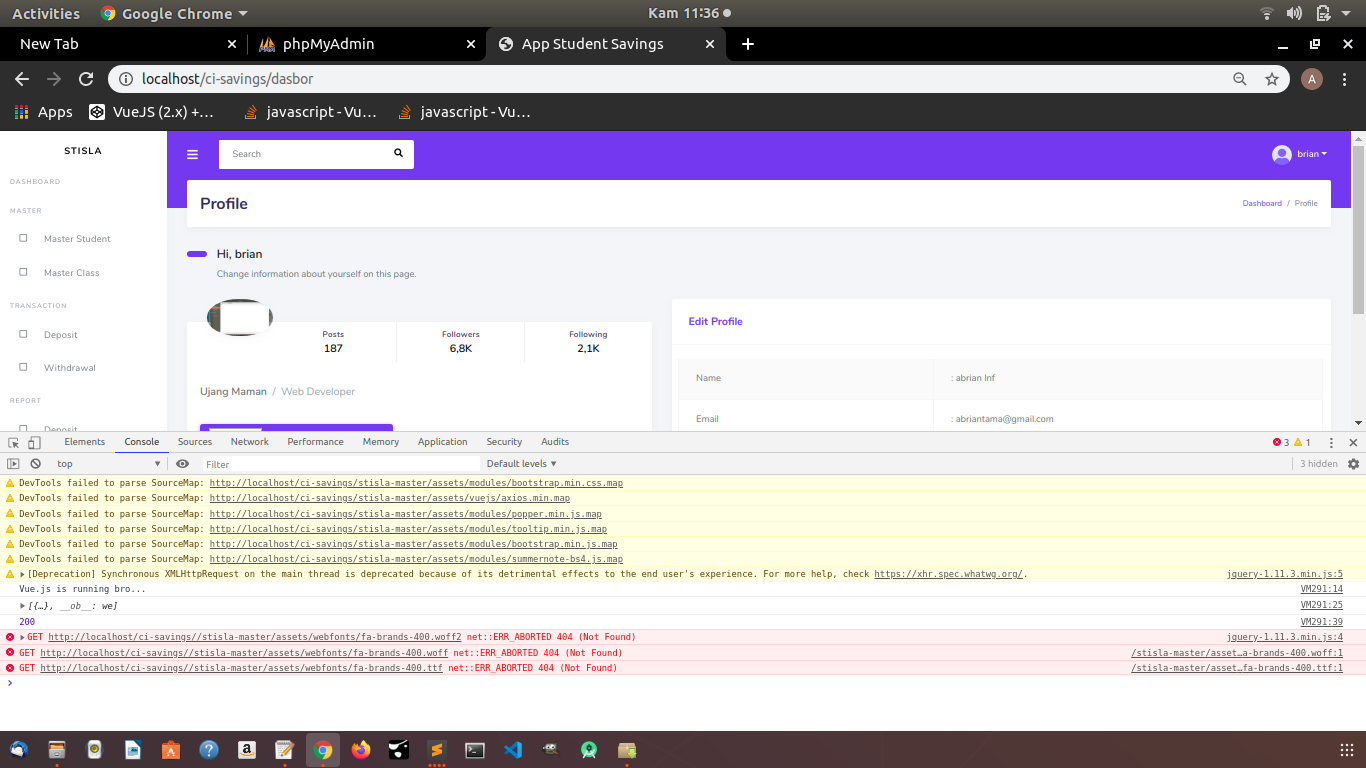 Activities Google Chrome Kam 11:36
New Tab phpMyAdmin App Student Savings
localhost/ci-savings/dasbor A
Apps VueJS (2.x) +... javascript - Vu... javascript - Vu...
STISLA Search brian
DASHBOARD
MASTER
Master Student
Master Class
TRANSACTION
Deposit
Withdrawal
REPORT
Deposit
Profile Dashboard / Profile
Hi, brian
Change information about yourself on this page.
Posts Followers Following
187 6,8K 2,1K
Ujang Maman / Web Developer
Edit Profile
Name : abrian Inf
Email : abriantama@gmail.com
Elements Console Sources Network Performance Memory Application Security Audits 3 1
top Filter Default levels 3 hidden
DevTools failed to parse SourceMap: http://localhost/ci-savings/stisla-master/assets/modules/bootstrap.min.css.map
DevTools failed to parse SourceMap: http://localhost/ci-savings/stisla-master/assets/vuejs/axios.min.map
DevTools failed to parse SourceMap: http://localhost/ci-savings/stisla-master/assets/modules/popper.min.js.map
DevTools failed to parse SourceMap: http://localhost/ci-savings/stisla-master/assets/modules/tooltip.min.js.map
DevTools failed to parse SourceMap: http://localhost/ci-savings/stisla-master/assets/modules/bootstrap.min.js.map
DevTools failed to parse SourceMap: http://localhost/ci-savings/stisla-master/assets/modules/summernote-bs4.js.map
[Deprecation] Synchronous XMLHttpRequest on the main thread is deprecated because of its detrimental effects to the end user's experience. For more help, check https://xhr.spec.whatwg.org/. jquery-1.11.3.min.js:5
Vue.js is running bro... VM291:14
[{…}, __ob__: we] VM291:25
200 VM291:39
GET http://localhost/ci-savings//stisla-master/assets/webfonts/fa-brands-400.woff2 net::ERR_ABORTED 404 (Not Found) jquery-1.11.3.min.js:4
GET http://localhost/ci-savings//stisla-master/assets/webfonts/fa-brands-400.woff net::ERR_ABORTED 404 (Not Found) /stisla-master/asset…a-brands-400.woff:1
GET http://localhost/ci-savings//stisla-master/assets/webfonts/fa-brands-400.ttf net::ERR_ABORTED 404 (Not Found) /stisla-master/asset…fa-brands-400.ttf:1